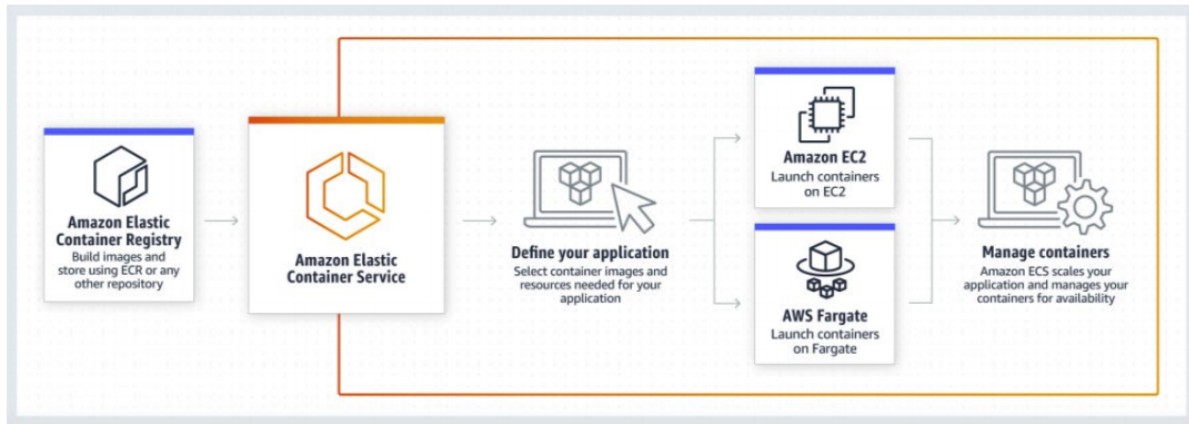 Amazon Elastic
Container Registry
Build images and
store using ECR or any
other repository
Amazon Elastic
Container Service
Define your application
Select container images and
resources needed for your
application
Amazon EC2
Launch containers
on EC2
AWS Fargate
Launch containers
on Fargate
Manage containers
Amazon ECS scales your
application and manages your
containers for availability